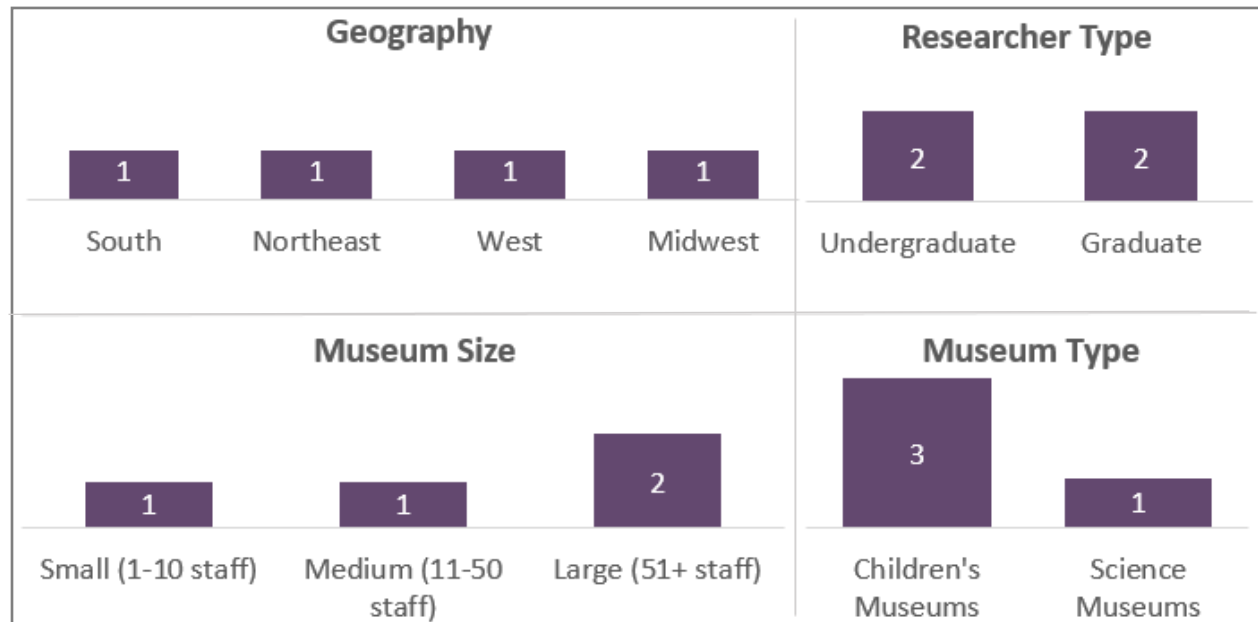 Geography
1 1 1 1
South Northeast West Midwest
Researcher Type
2 2
Undergraduate Graduate
Museum Size
1 1 2
Small (1-10 staff) Medium (11-50 Large (51+ staff)
staff)
Museum Type
3
1
Children's Science
Museums Museums